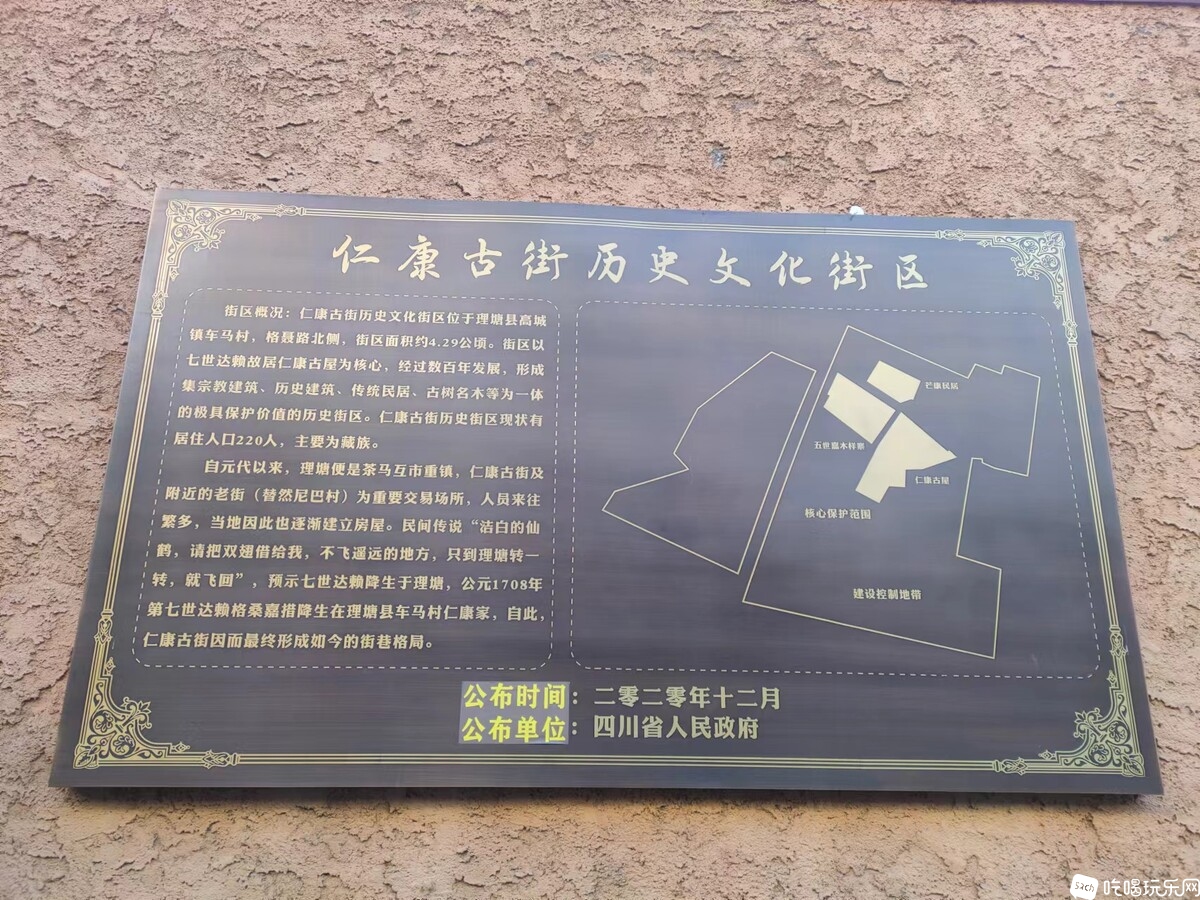 仁康古街历史文化街区
街区概况：仁康古街历史文化街区位于理塘县高城
镇车马村，格聂路北侧，街区面积约4.29公顷。街区以
七世达赖故居仁康古屋为核心，经过数百年发展，形成
集宗教建筑、历史建筑、传统民居、古树名木等为一体
的极具保护价值的历史街区。仁康古街历史街区现状有
居住人口220人，主要为藏族。
自元代以来，理塘便是茶马互市重镇，仁康古街及
附近的老街（替然尼巴村）为重要交易场所，人员来往
繁多，当地因此也逐渐建立房屋。民间传说“洁白的仙
鹤，请把双翅借给我，不飞遥远的地方，只到理塘转一
转，就飞回”，预示七世达赖降生于理塘，公元1708年
第七世达赖格桑嘉措降生在理塘县车马村仁康家，自此，
仁康古街因而最终形成如今的街巷格局。
芒康民居
五世嘉木样
仁康古屋
核心保护范围
建设控制地带
公布时间：二零二零年十二月
公布单位：四川省人民政府
吃喝玩乐网